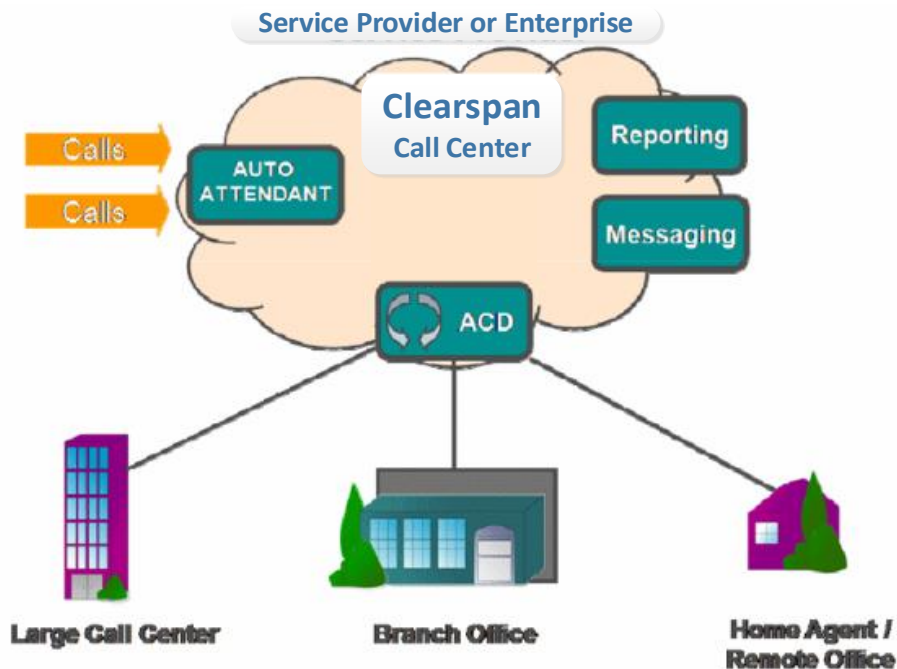 Service Provider or Enterprise
Clearspan
Call Center
Reporting
Calls
AUTO
ATTENDANT
Calls
Messaging
ACD
Large Call Center
Branch Office
Home Agent /
Remote Office